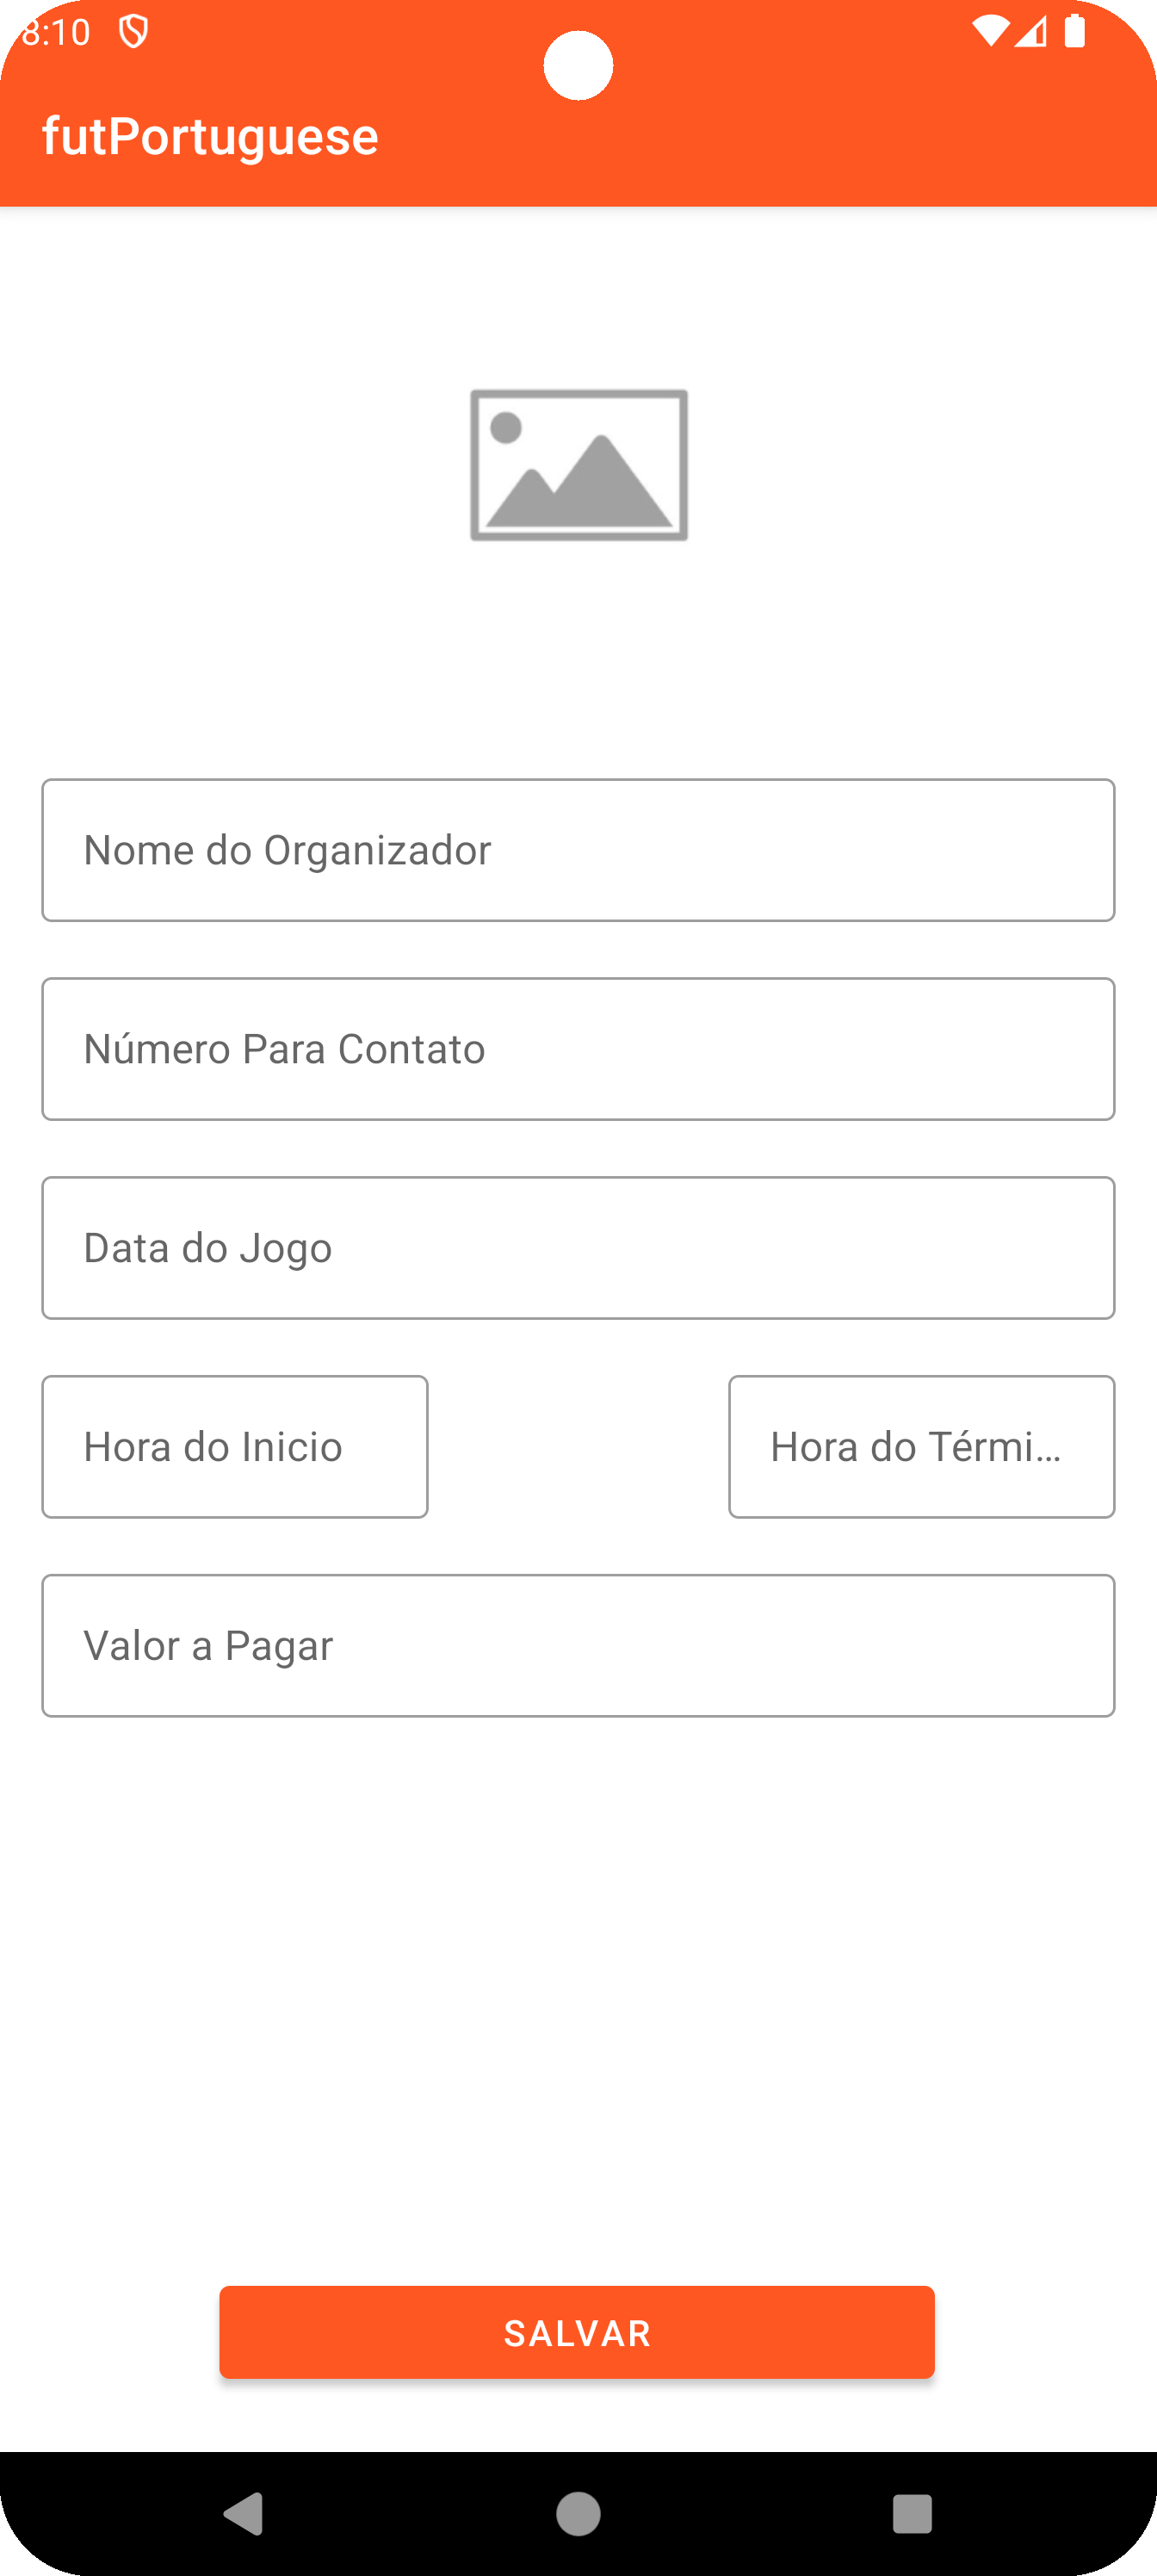 8:10
futPortuguese
Nome do Organizador
Número Para Contato
Data do Jogo
Hora do Inicio
Hora do Térmi...
Valor a Pagar
SALVAR